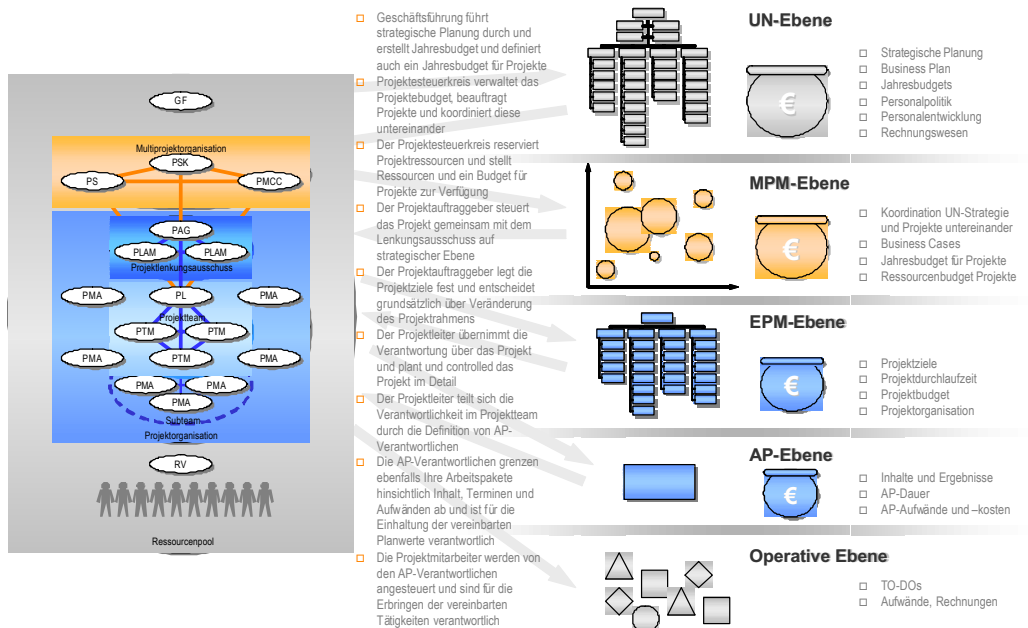 GF
Multiprojektorganisation
PSK
PS
PMCC
PAG
PLAM
PLAM
Projektlenkungsausschuss
PMA
PL
PMA
Projektteam
PTM
PTM
PMA
PTM
PMA
PMA
PMA
PMA
Subteam
Projektorganisation
RV
Ressourcenpool
Geschäftsführung führt
strategische Planung durch und
erstellt Jahresbudget und definiert
auch ein Jahresbudget für Projekte
Projektesteuerkreis verwaltet das
Projektebudget, beauftragt
Projekte und koordiniert diese
untereinander
Der Projektesteuerkreis reserviert
Projektressourcen und stellt
Ressourcen und ein Budget für
Projekte zur Verfügung
Der Projektauftraggeber steuert
das Projekt gemeinsam mit dem
Lenkungsausschuss auf
strategischer Ebene
Der Projektauftraggeber legt die
Projektziele fest und entscheidet
grundsätzlich über Veränderung
des Projektrahmens
Der Projektleiter übernimmt die
Verantwortung über das Projekt
und plant und controlled das
Projekt im Detail
Der Projektleiter teilt sich die
Verantwortlichkeit im Projektteam
durch die Definition von AP-
Verantwortlichen
Die AP-Verantwortlichen grenzen
ebenfalls ihre Arbeitspakete
hinsichtlich Inhalt, Terminen und
Aufwänden ab und ist für die
Einhaltung der vereinbarten
Planwerte verantwortlich
Die Projektmitarbeiter werden von
den AP-Verantwortlichen
angesteuert und sind für die
Erbringen der vereinbarten
Tätigkeiten verantwortlich
UN-Ebene
€
Strategische Planung
Business Plan
Jahresbudgets
Personalpolitik
Personalentwicklung
Rechnungswesen
MPM-Ebene
€
Koordination UN-Strategie
und Projekte untereinander
Business Cases
Jahresbudget für Projekte
Ressourcenbudget Projekte
EPM-Ebene
€
Projektziele
Projektdurchlaufzeit
Projektbudget
Projektorganisation
AP-Ebene
€
Inhalte und Ergebnisse
AP-Dauer
AP-Aufwände und –kosten
Operative Ebene
TO-DOs
Aufwände, Rechnungen